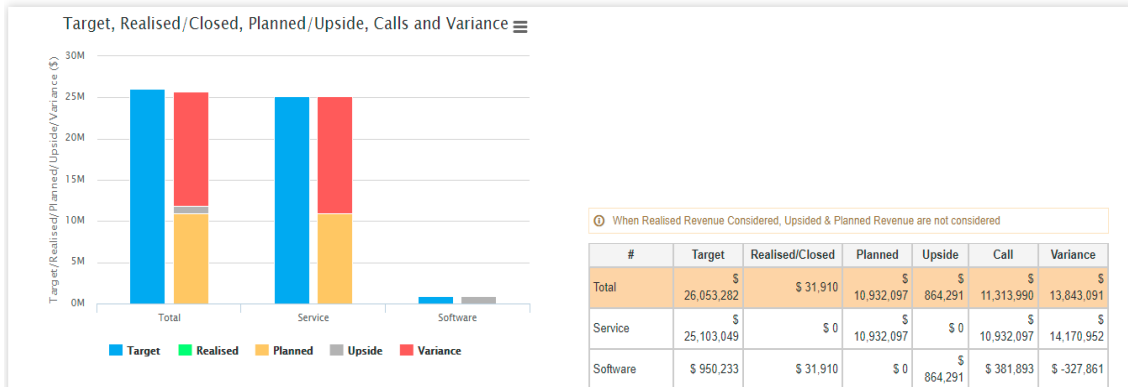 Target, Realised/Closed, Planned/Upside, Calls and Variance
Target/Realised/Planned/Upside/Variance ($)
30M
25M
20M
15M
10M
5M
0M
Total Service Software
Target Realised Planned Upside Variance
When Realised Revenue Considered, Upsided & Planned Revenue are not considered
# Target Realised/Closed Planned Upside Call Variance
Total $ 26,053,282 $ 31,910 $ 10,932,097 $ 864,291 $ 11,313,990 $ 13,843,091
Service $ 25,103,049 $ 0 $ 10,932,097 $ 0 $ 10,932,097 $ 14,170,952
Software $ 950,233 $ 31,910 $ 0 $ 864,291 $ 381,893 $ -327,861